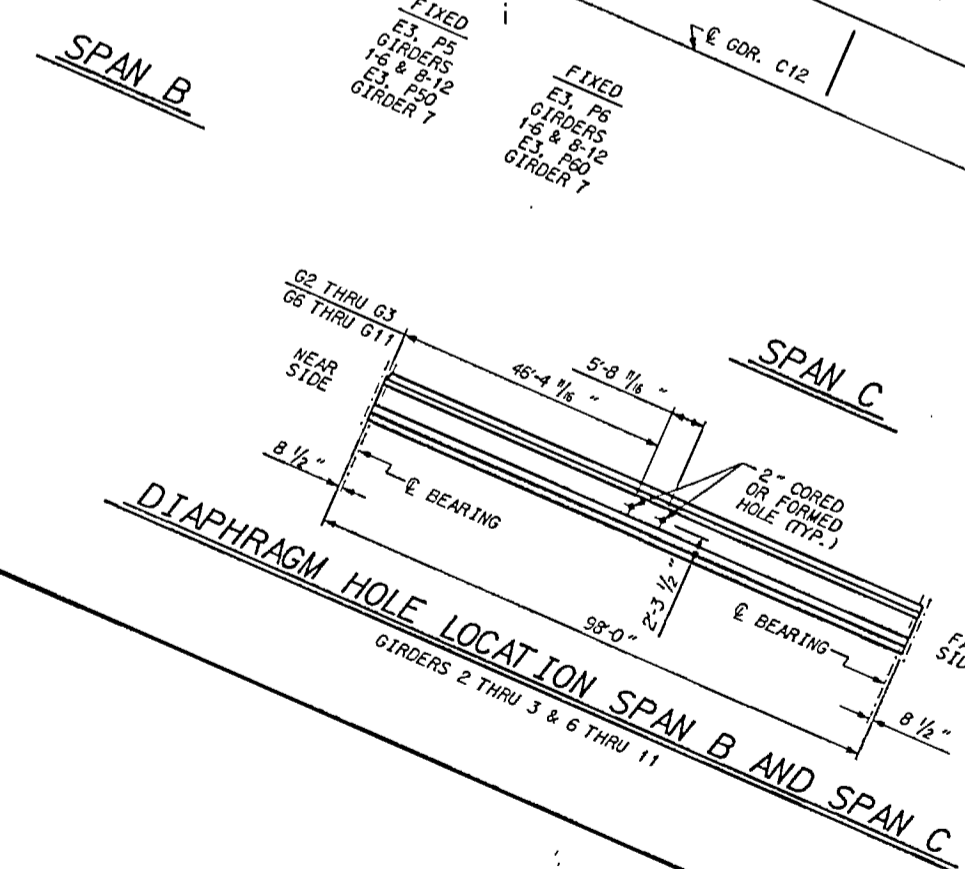 SPAN B
FIXED
E3, P5
GIRDERS
1-6 & 8-12
E3, P50
GIRDER 7
FIXED
E3, P6
GIRDERS
1-6 & 8-12
E3, P60
GIRDER 7
℄ GDR. C12
G2 THRU G3
G6 THRU G11
NEAR
SIDE
46'-4 11/16 "
5'-8 11/16 "
SPAN C
8 1/2 "
℄ BEARING
2" CORED
OR FORMED
HOLE (TYP.)
2'-3 1/2 "
98'-0"
℄ BEARING
8 1/2 "
DIAPHRAGM HOLE LOCATION SPAN B AND SPAN C
GIRDERS 2 THRU 3 & 6 THRU 11